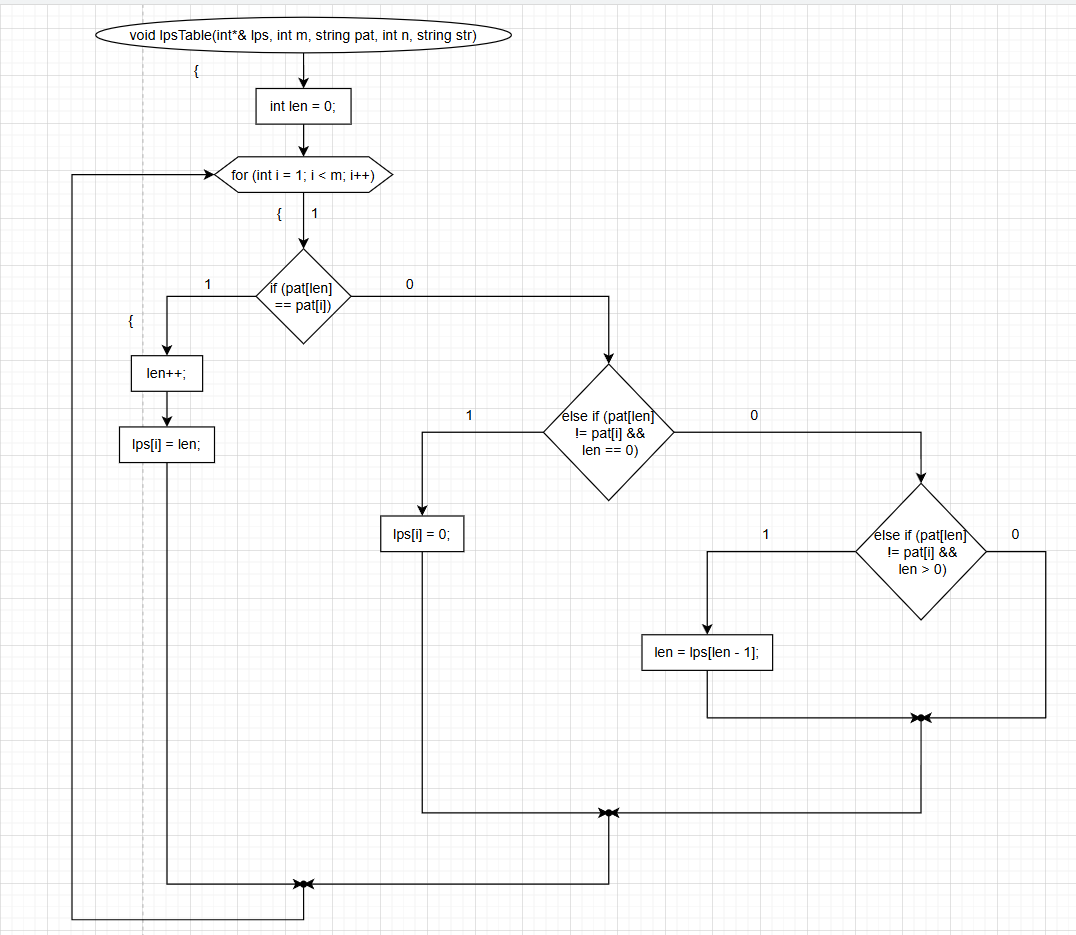 void lpsTable(int*& lps, int m, string pat, int n, string str)
{
int len = 0;
for (int i = 1; i < m; i++)
{
1
1
if (pat[len]
== pat[i])
0
{
len++;
lps[i] = len;
1
else if (pat[len]
!= pat[i] &&
len == 0)
0
lps[i] = 0;
1
else if (pat[len]
!= pat[i] &&
len > 0)
0
len = lps[len - 1];